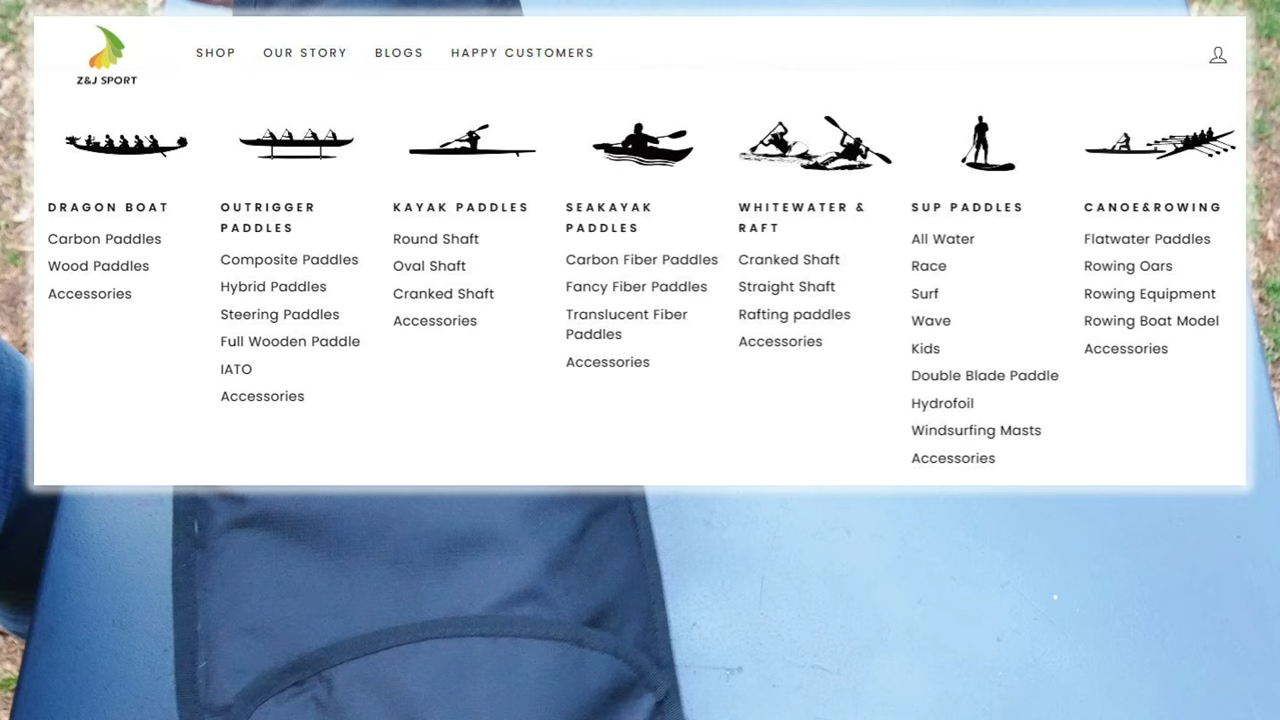 Z&J SPORT
SHOP
OUR STORY
BLOGS
HAPPY CUSTOMERS
DRAGON BOAT
Carbon Paddles
Wood Paddles
Accessories
OUTRIGGER
PADDLES
Composite Paddles
Hybrid Paddles
Steering Paddles
Full Wooden Paddle
IATO
Accessories
KAYAK PADDLES
Round Shaft
Oval Shaft
Cranked Shaft
Accessories
SEAKAYAK
PADDLES
Carbon Fiber Paddles
Fancy Fiber Paddles
Translucent Fiber
Paddles
Accessories
WHITEWATER &
RAFT
Cranked Shaft
Straight Shaft
Rafting paddles
Accessories
SUP PADDLES
All Water
Race
Surf
Wave
Kids
Double Blade Paddle
Hydrofoil
Windsurfing Masts
Accessories
CANOE&ROWING
Flatwater Paddles
Rowing Oars
Rowing Equipment
Rowing Boat Model
Accessories